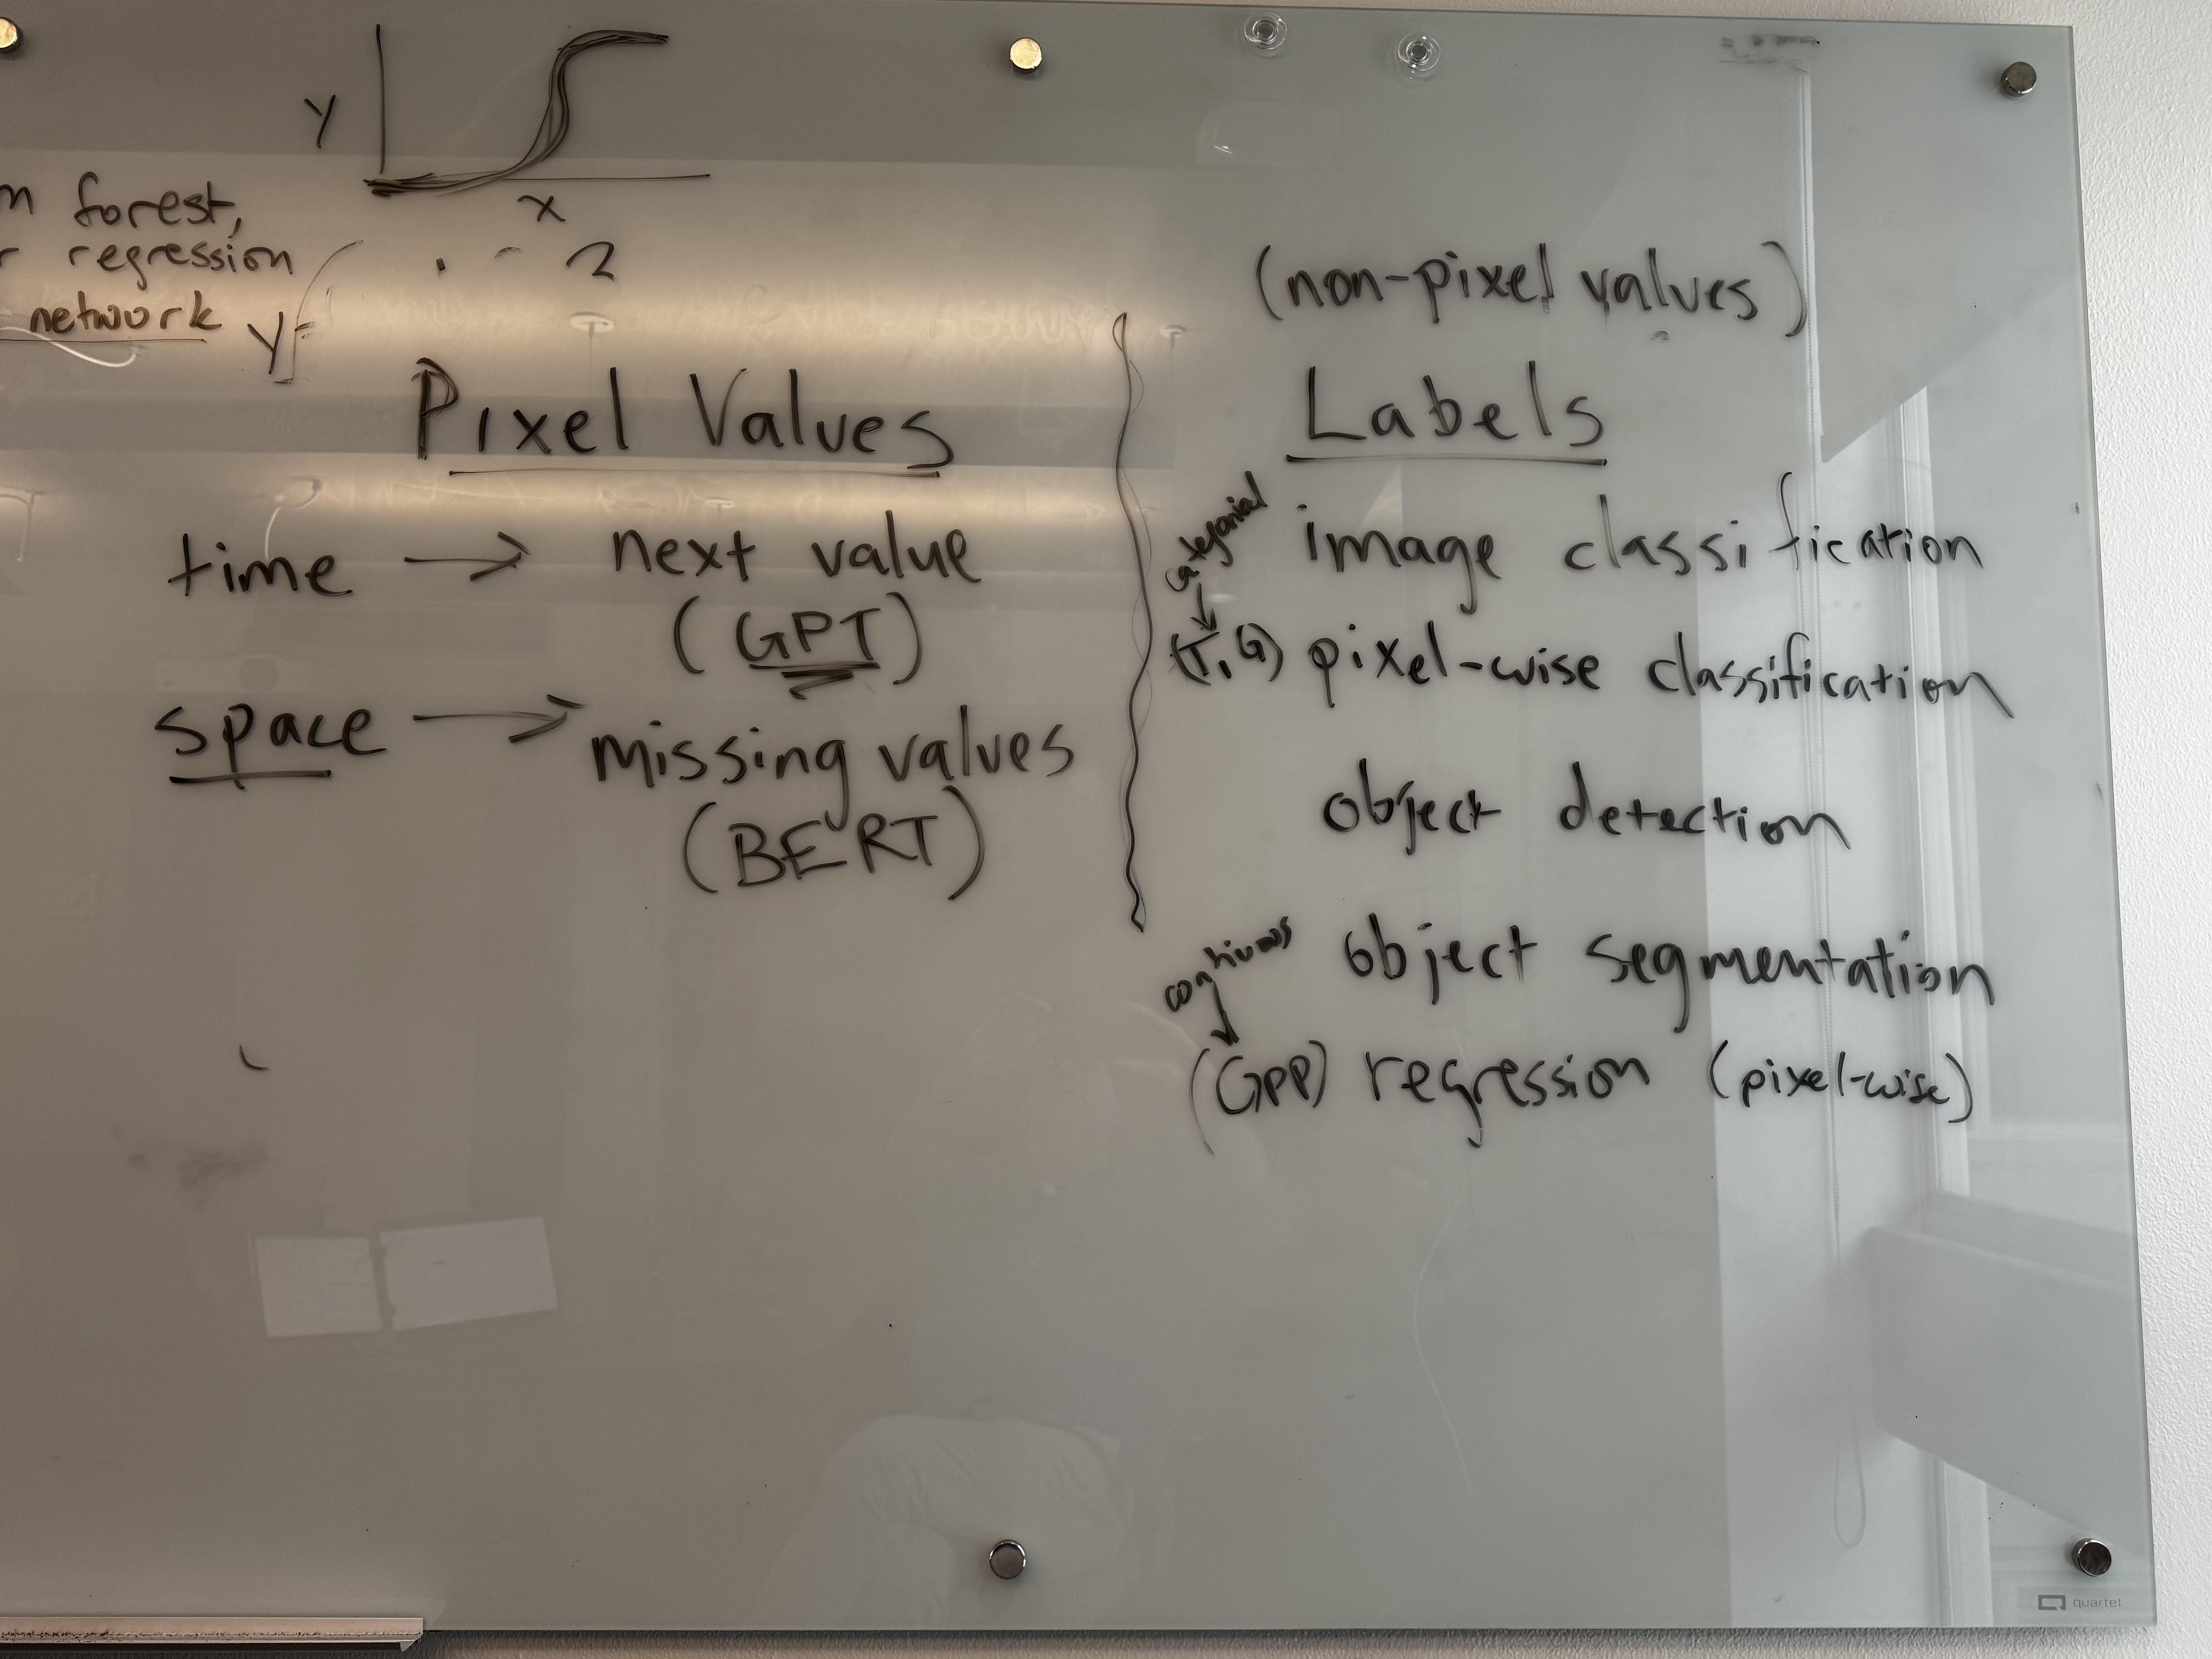 y
x
forest,
regression
network
y
2
Pixel Values
time → next value
(GPT)
space → missing values
(BERT)
(non-pixel values)
Labels
categorical
image classification
(T, G) pixel-wise classification
object detection
object segmentation
continuous
(GPP) regression (pixel-wise)
quartet